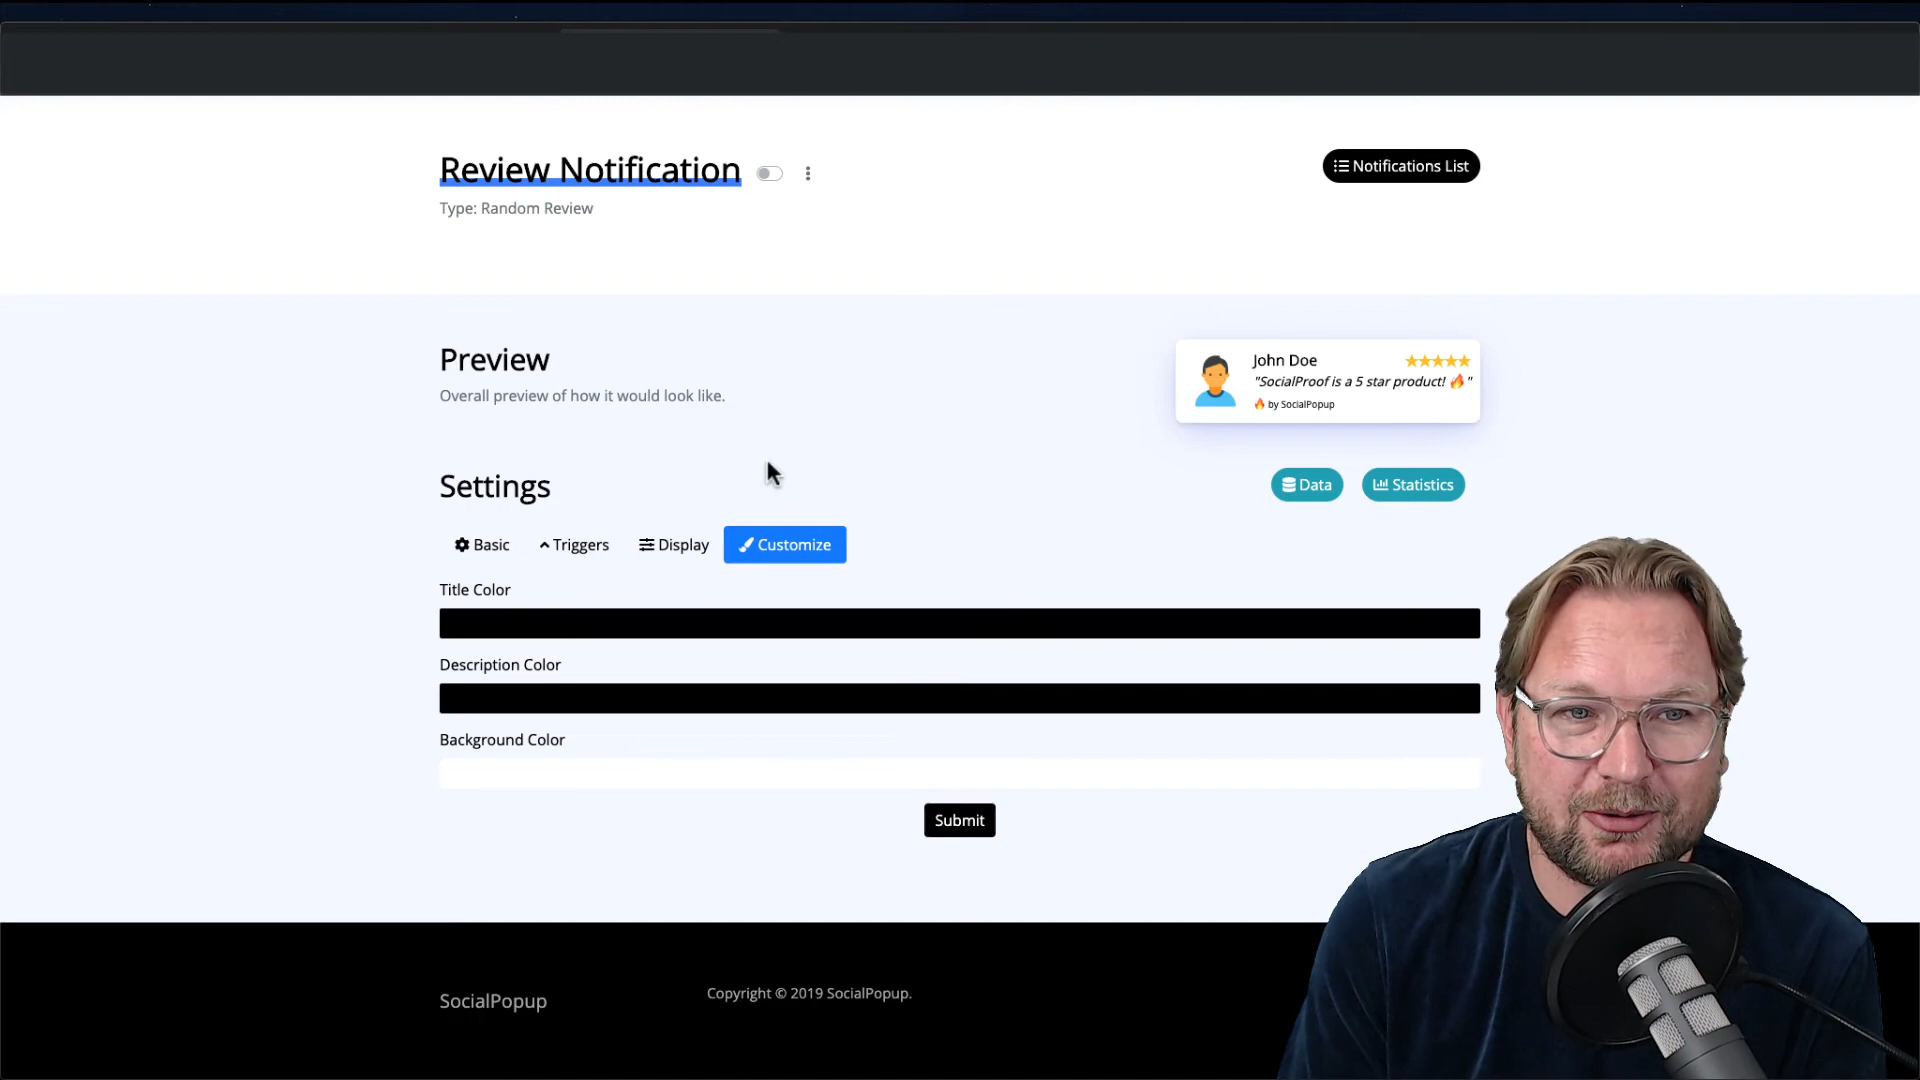 Review Notification
Notifications List
Type: Random Review
Preview
Overall preview of how it would look like.
John Doe
"SocialProof is a 5 star product! 🔥"
🔥 by SocialPopup
Settings
Data
Statistics
Basic
Triggers
Display
Customize
Title Color
Description Color
Background Color
Submit
SocialPopup
Copyright © 2019 SocialPopup.